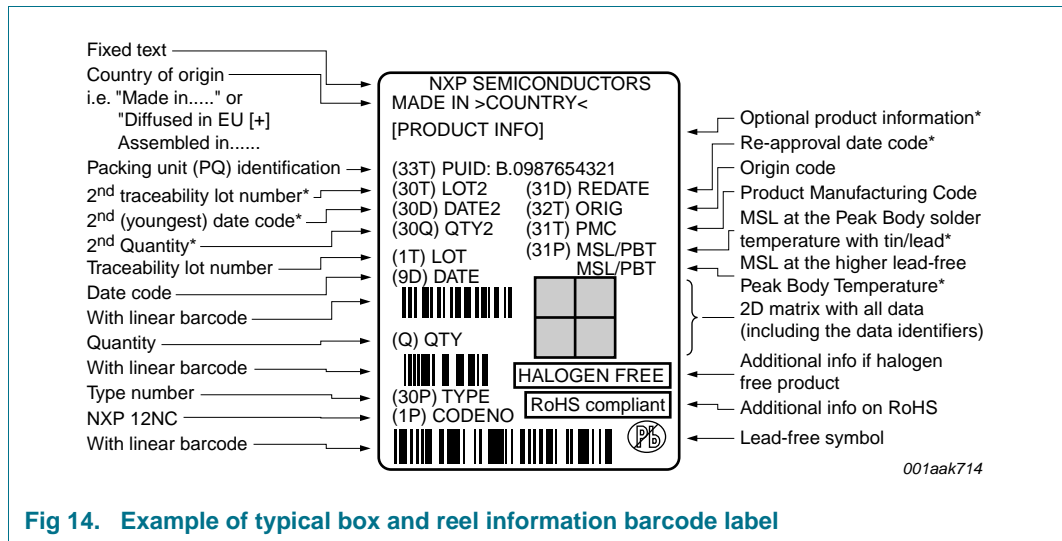 Fixed text
Country of origin
i.e. "Made in....." or
"Diffused in EU [+]
Assembled in......
Packing unit (PQ) identification
2nd traceability lot number*
2nd (youngest) date code*
2nd Quantity*
Traceability lot number
Date code
With linear barcode
Quantity
With linear barcode
Type number
NXP 12NC
With linear barcode
NXP SEMICONDUCTORS
MADE IN >COUNTRY<
[PRODUCT INFO]
(33T) PUID: B.0987654321
(30T) LOT2 (31D) REDATE
(30D) DATE2 (32T) ORIG
(30Q) QTY2 (31T) PMC
(31P) MSL/PBT
(1T) LOT MSL/PBT
(9D) DATE
(Q) QTY
HALOGEN FREE
(30P) TYPE
RoHS compliant
(1P) CODENO
Pb
Optional product information*
Re-approval date code*
Origin code
Product Manufacturing Code
MSL at the Peak Body solder
temperature with tin/lead*
MSL at the higher lead-free
Peak Body Temperature*
2D matrix with all data
(including the data identifiers)
Additional info if halogen
free product
Additional info on RoHS
Lead-free symbol
001aak714
Fig 14. Example of typical box and reel information barcode label